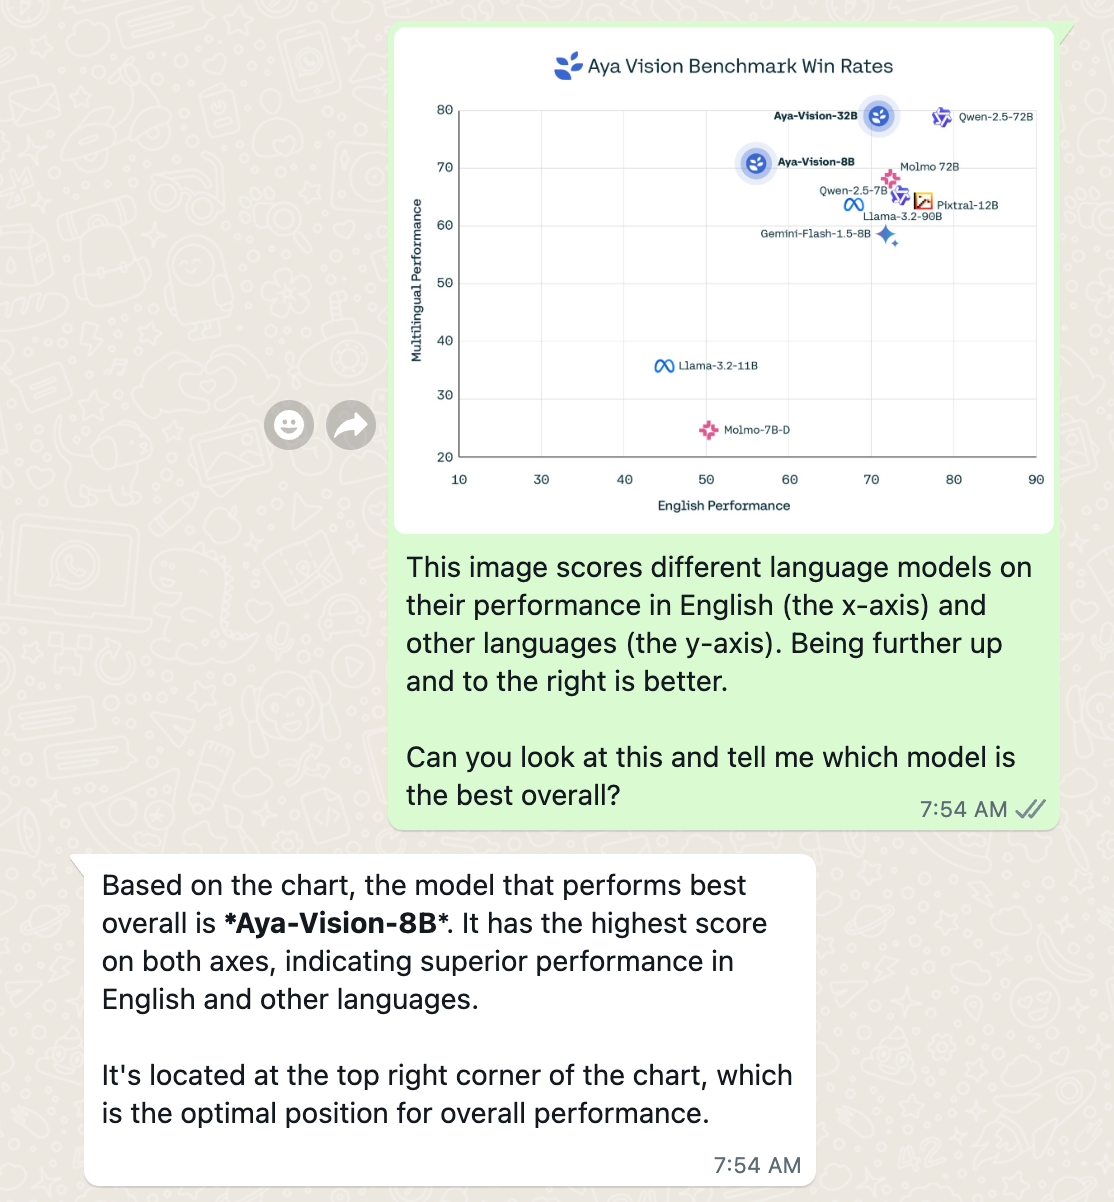 Aya Vision Benchmark Win Rates
80
Aya-Vision-32B
Qwen-2.5-72B
70
Aya-Vision-8B
Molmo 72B
Qwen-2.5-7B
Pixtral-12B
Llama-3.2-90B
60
Gemini-Flash-1.5-8B
Multilingual Performance
50
40
Llama-3.2-11B
30
Molmo-7B-D
20
10 30 40 50 60 70 80 90
English Performance
This image scores different language models on
their performance in English (the x-axis) and
other languages (the y-axis). Being further up
and to the right is better.
Can you look at this and tell me which model is
the best overall?
7:54 AM
Based on the chart, the model that performs best
overall is *Aya-Vision-8B*. It has the highest score
on both axes, indicating superior performance in
English and other languages.
It's located at the top right corner of the chart, which
is the optimal position for overall performance.
7:54 AM